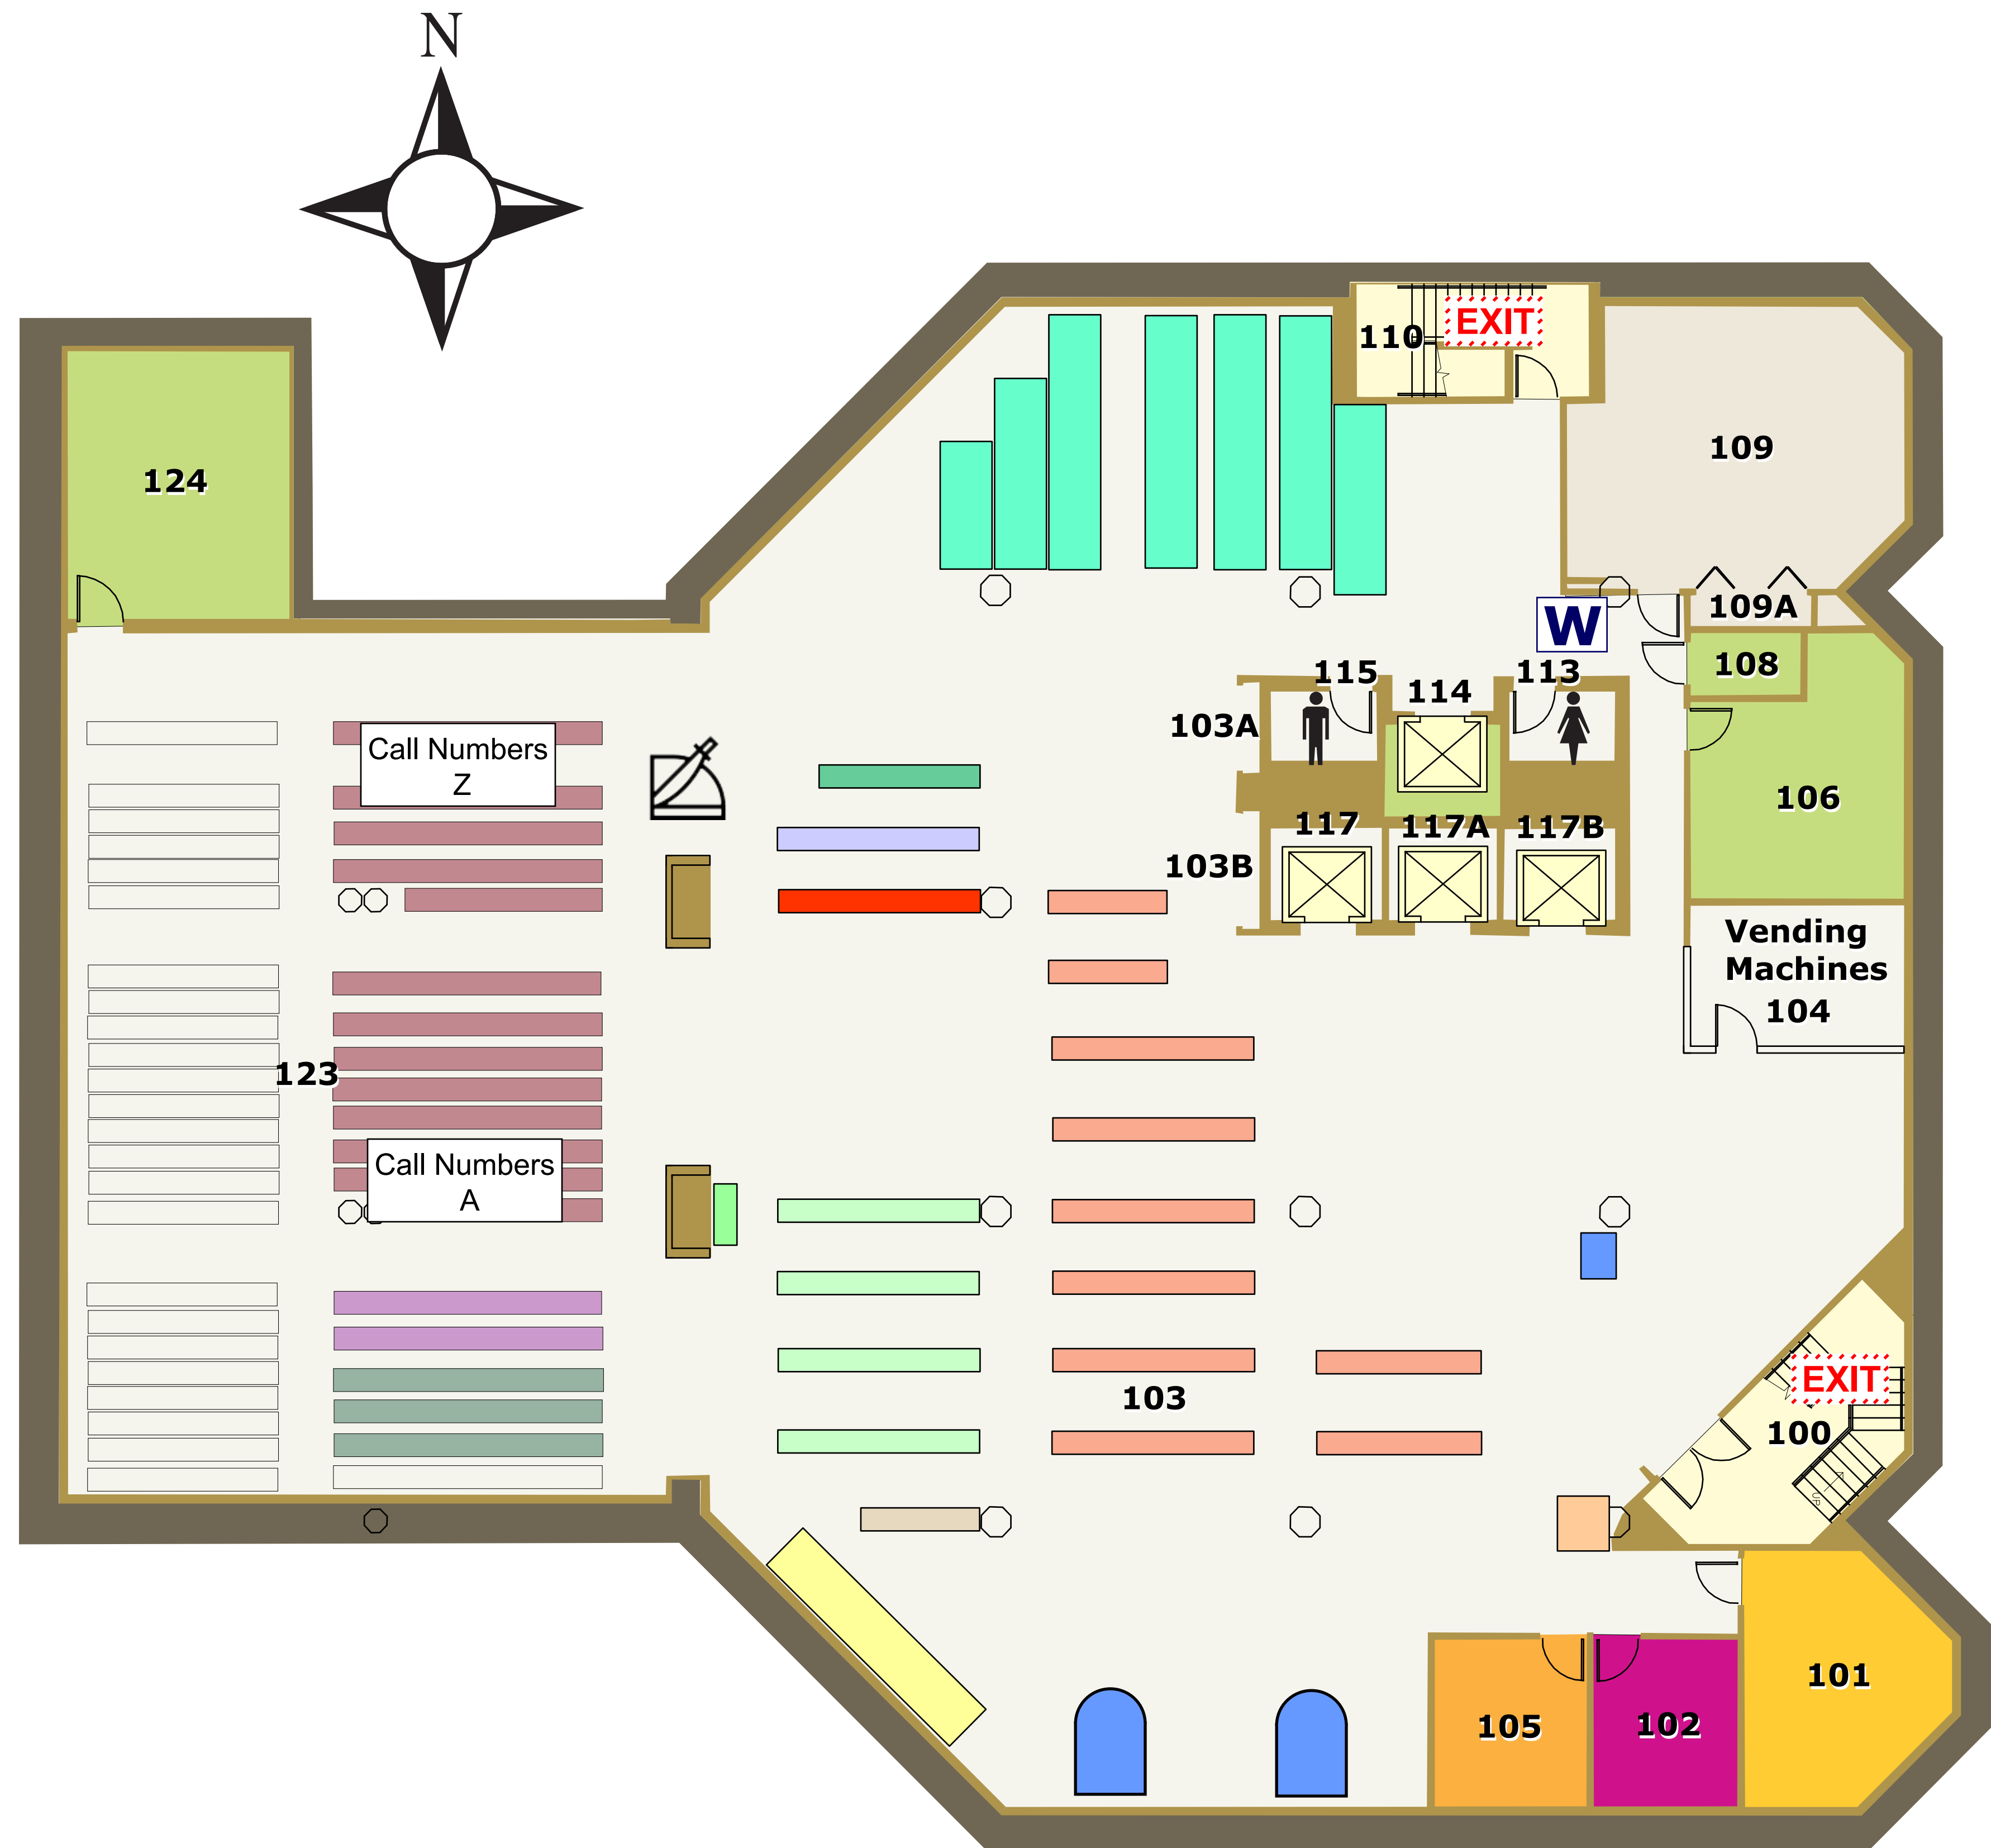 N
110
EXIT
109
124
109A
W
108
115
113
114
103A
Call Numbers
Z
106
117
117A
117B
103B
Vending
Machines
104
123
Call Numbers
A
EXIT
103
100
UP
101
105
102